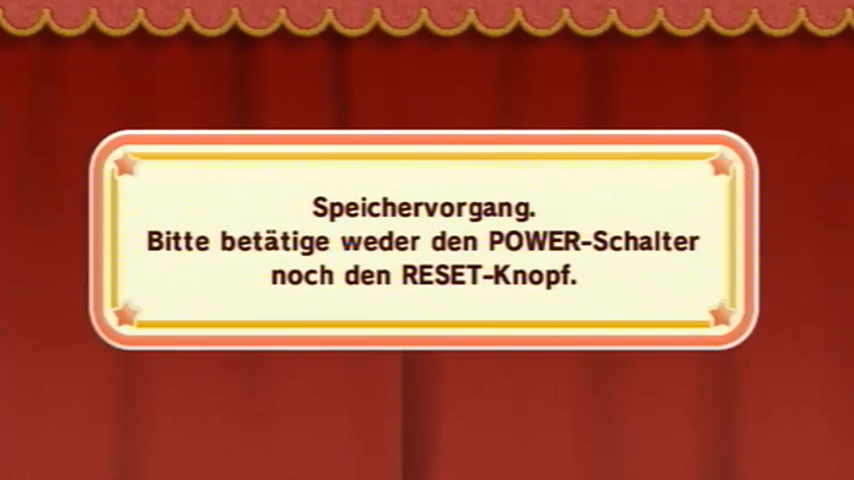 Speichervorgang.
Bitte betätige weder den POWER-Schalter
noch den RESET-Knopf.